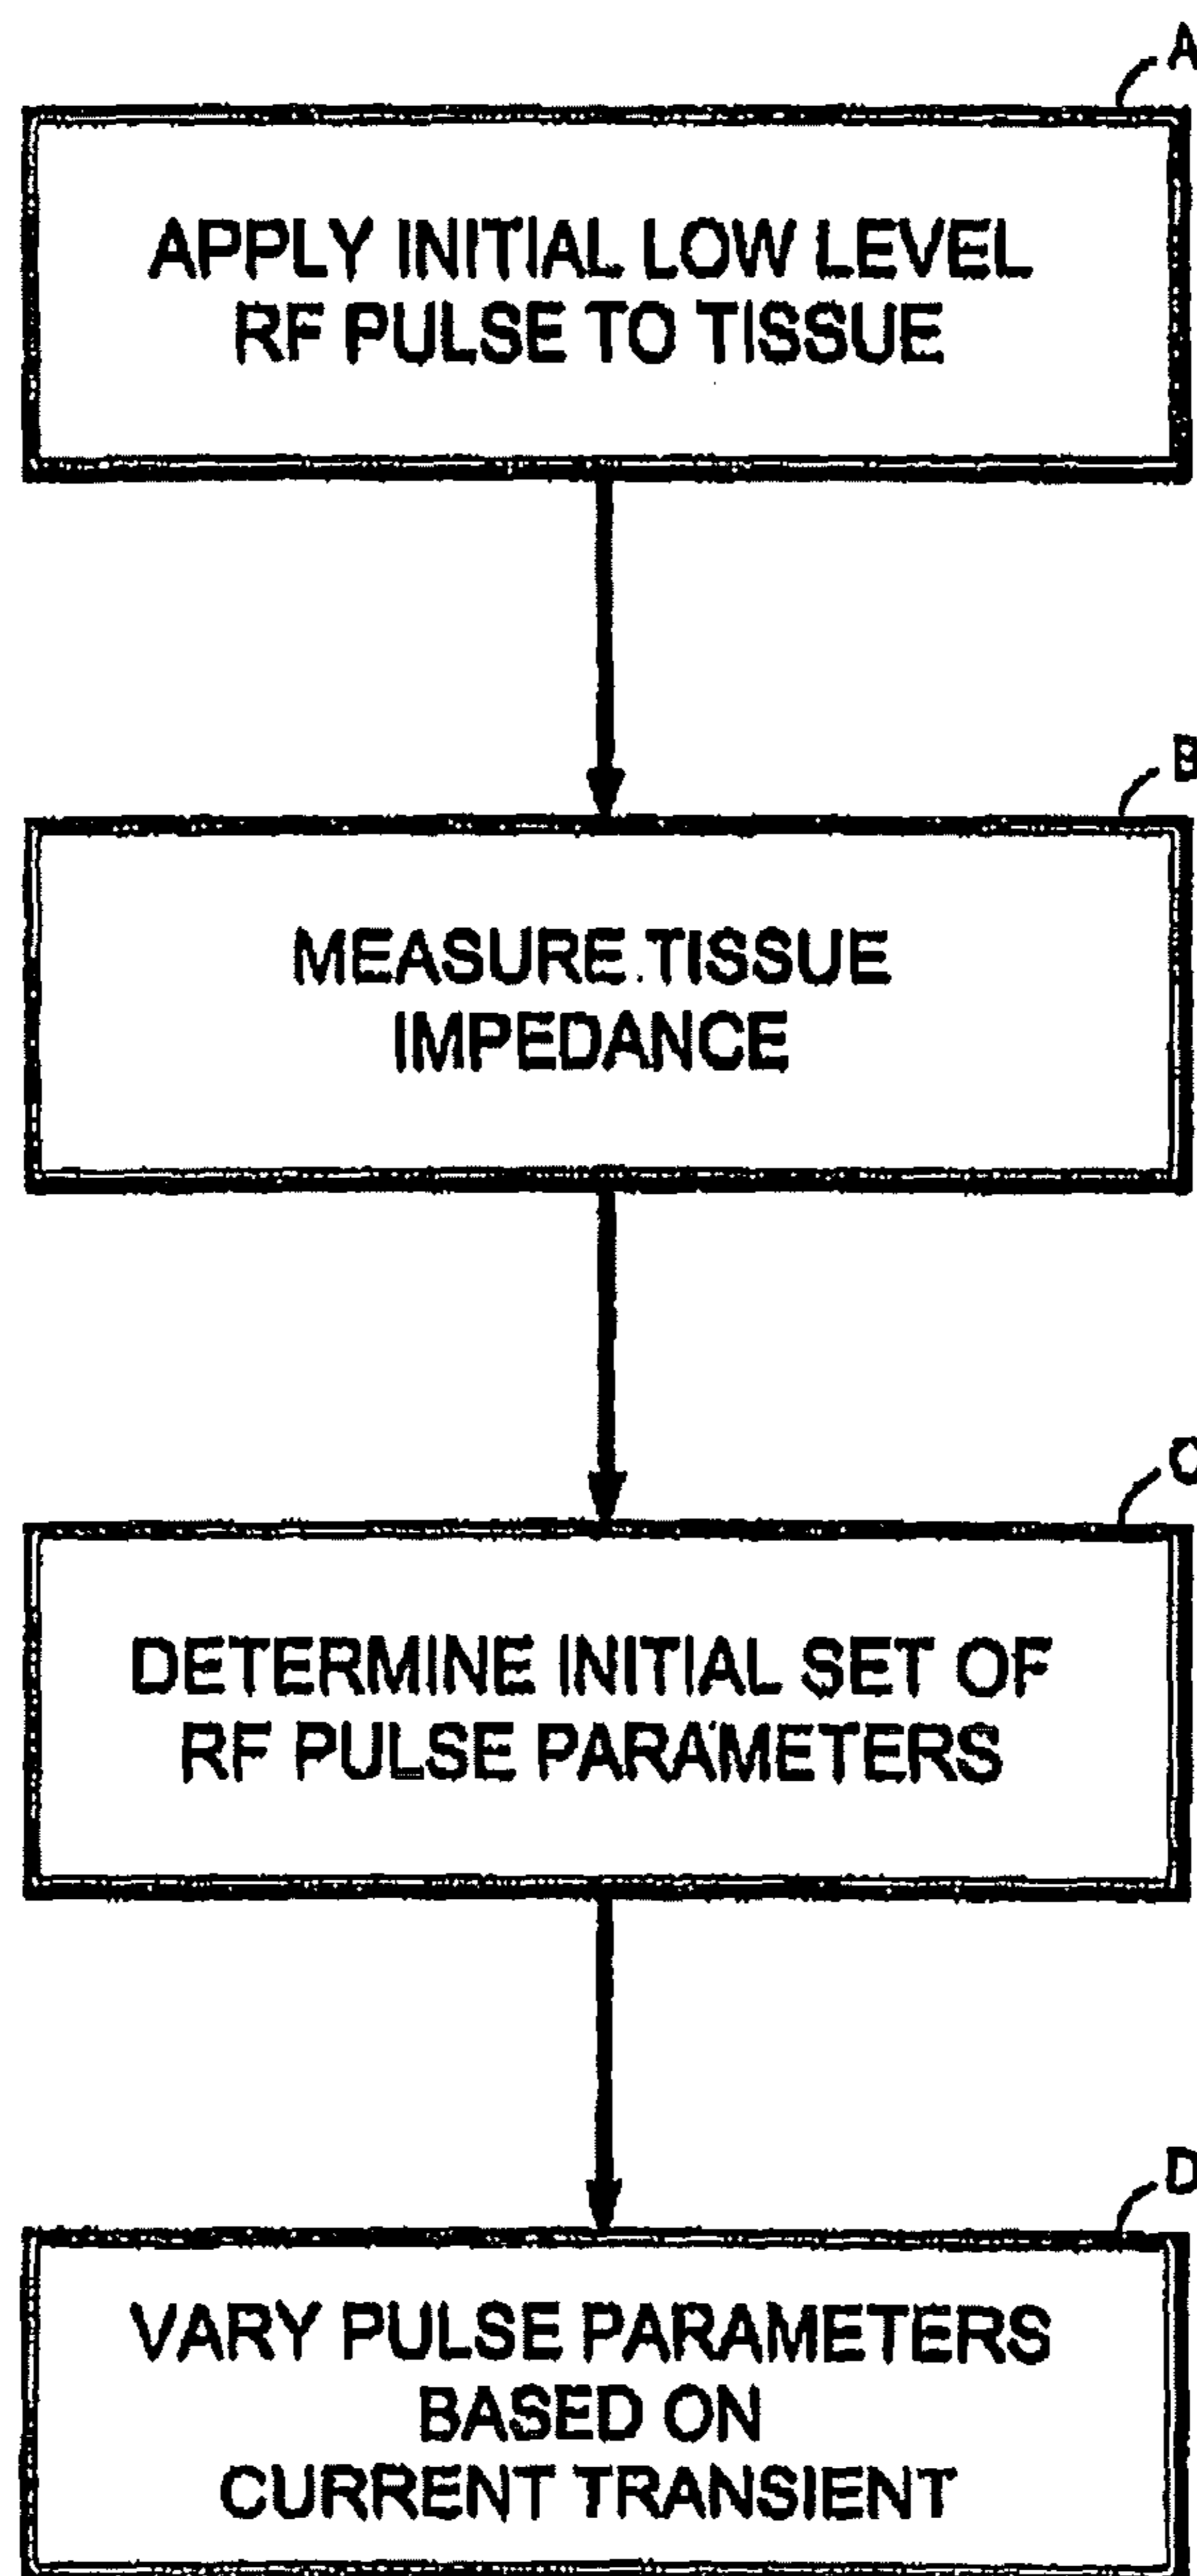 A
APPLY INITIAL LOW LEVEL
RF PULSE TO TISSUE
B
MEASURE TISSUE
IMPEDANCE
C
DETERMINE INITIAL SET OF
RF PULSE PARAMETERS
D
VARY PULSE PARAMETERS
BASED ON
CURRENT TRANSIENT